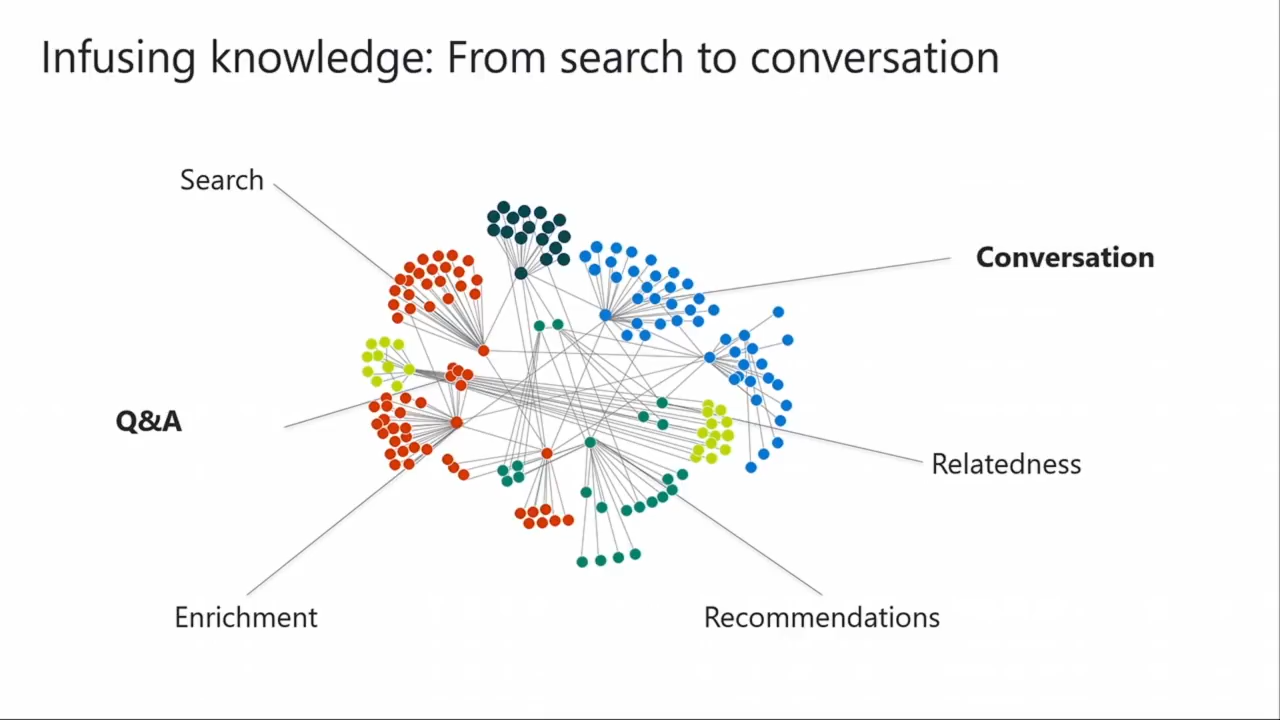 Infusing knowledge: From search to conversation
Search
Conversation
Q&A
Relatedness
Enrichment
Recommendations